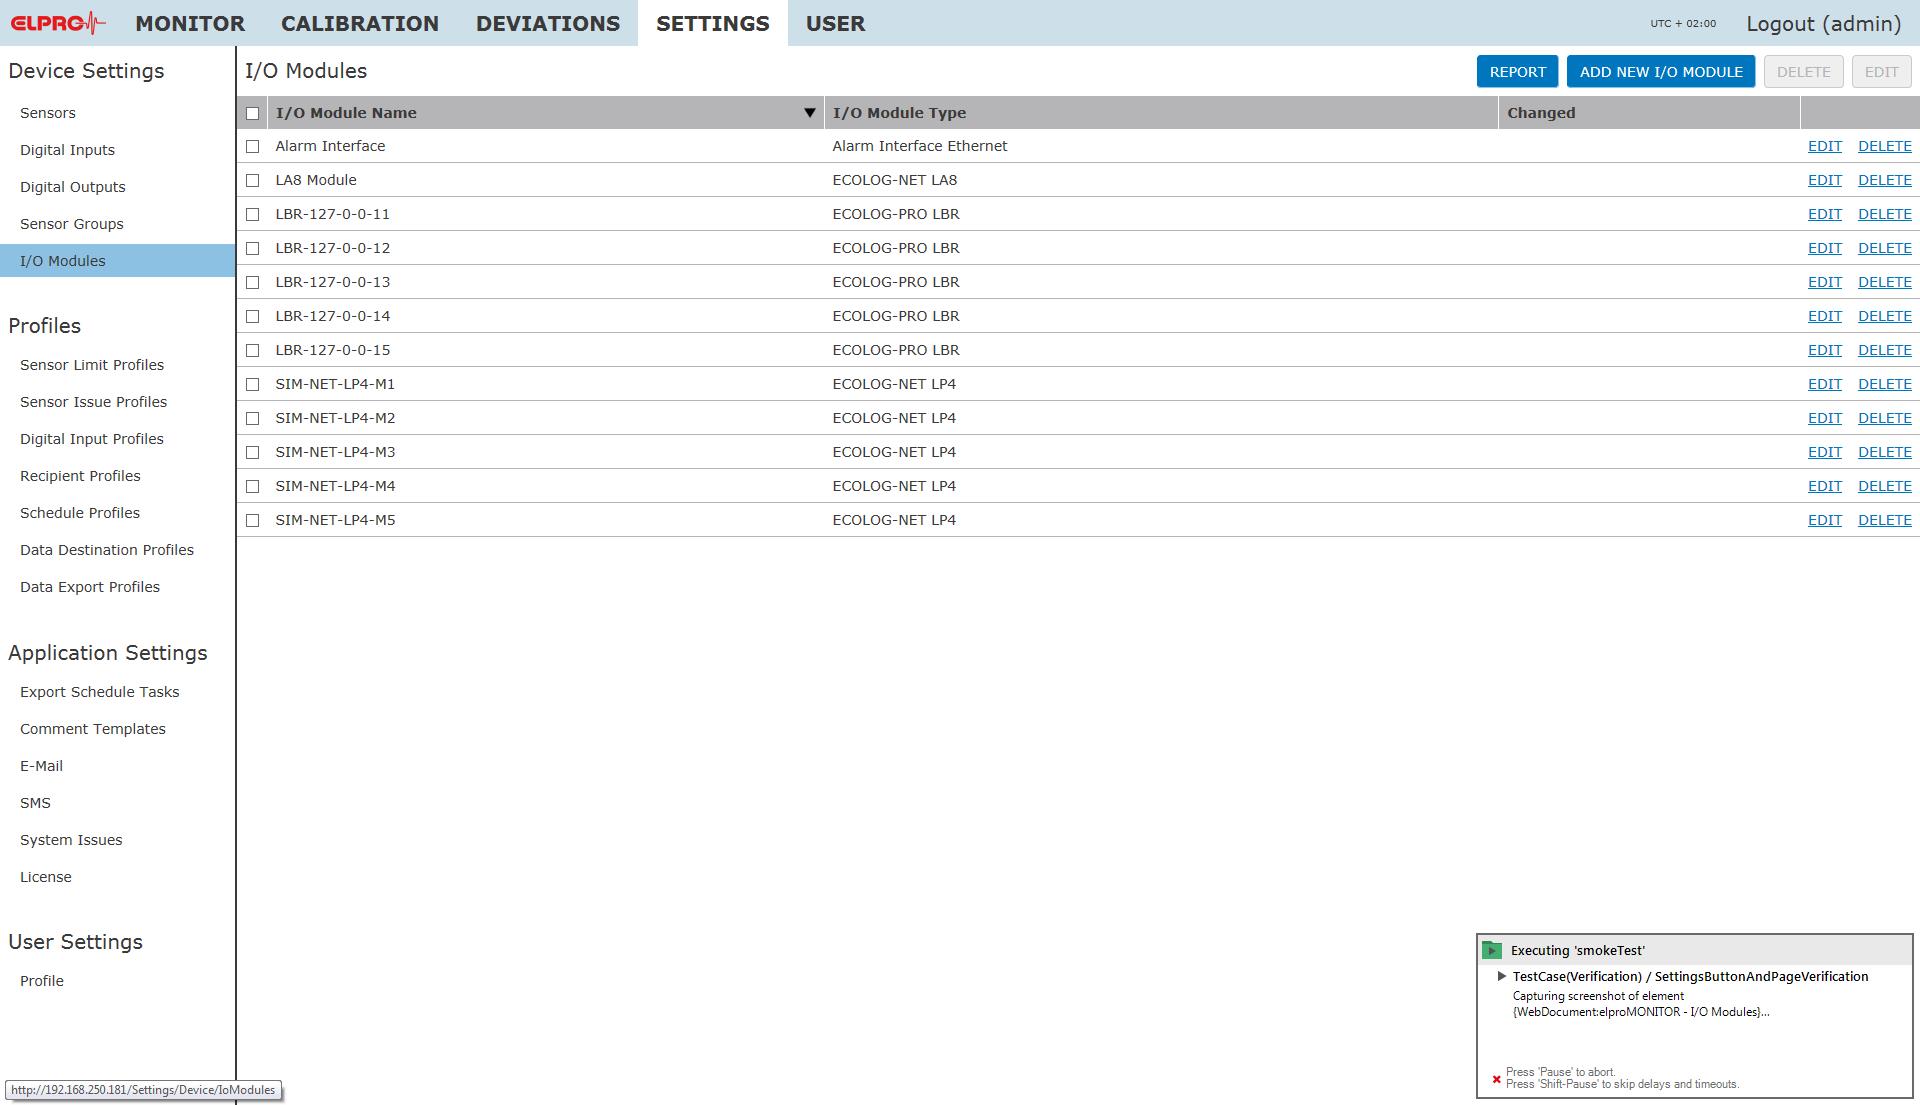 ELPRO MONITOR CALIBRATION DEVIATIONS SETTINGS USER UTC + 02:00 Logout (admin)
Device Settings
Sensors
Digital Inputs
Digital Outputs
Sensor Groups
I/O Modules
Profiles
Sensor Limit Profiles
Sensor Issue Profiles
Digital Input Profiles
Recipient Profiles
Schedule Profiles
Data Destination Profiles
Data Export Profiles
Application Settings
Export Schedule Tasks
Comment Templates
E-Mail
SMS
System Issues
License
User Settings
Profile
http://192.168.250.181/Settings/Device/IoModules
I/O Modules REPORT ADD NEW I/O MODULE DELETE EDIT
I/O Module Name I/O Module Type Changed
Alarm Interface Alarm Interface Ethernet EDIT DELETE
LA8 Module ECOLOG-NET LA8 EDIT DELETE
LBR-127-0-0-11 ECOLOG-PRO LBR EDIT DELETE
LBR-127-0-0-12 ECOLOG-PRO LBR EDIT DELETE
LBR-127-0-0-13 ECOLOG-PRO LBR EDIT DELETE
LBR-127-0-0-14 ECOLOG-PRO LBR EDIT DELETE
LBR-127-0-0-15 ECOLOG-PRO LBR EDIT DELETE
SIM-NET-LP4-M1 ECOLOG-NET LP4 EDIT DELETE
SIM-NET-LP4-M2 ECOLOG-NET LP4 EDIT DELETE
SIM-NET-LP4-M3 ECOLOG-NET LP4 EDIT DELETE
SIM-NET-LP4-M4 ECOLOG-NET LP4 EDIT DELETE
SIM-NET-LP4-M5 ECOLOG-NET LP4 EDIT DELETE
Executing 'smokeTest'
TestCase(Verification) / SettingsButtonAndPageVerification
Capturing screenshot of element
{WebDocument:elproMONITOR - I/O Modules}...
Press 'Pause' to abort.
Press 'Shift-Pause' to skip delays and timeouts.